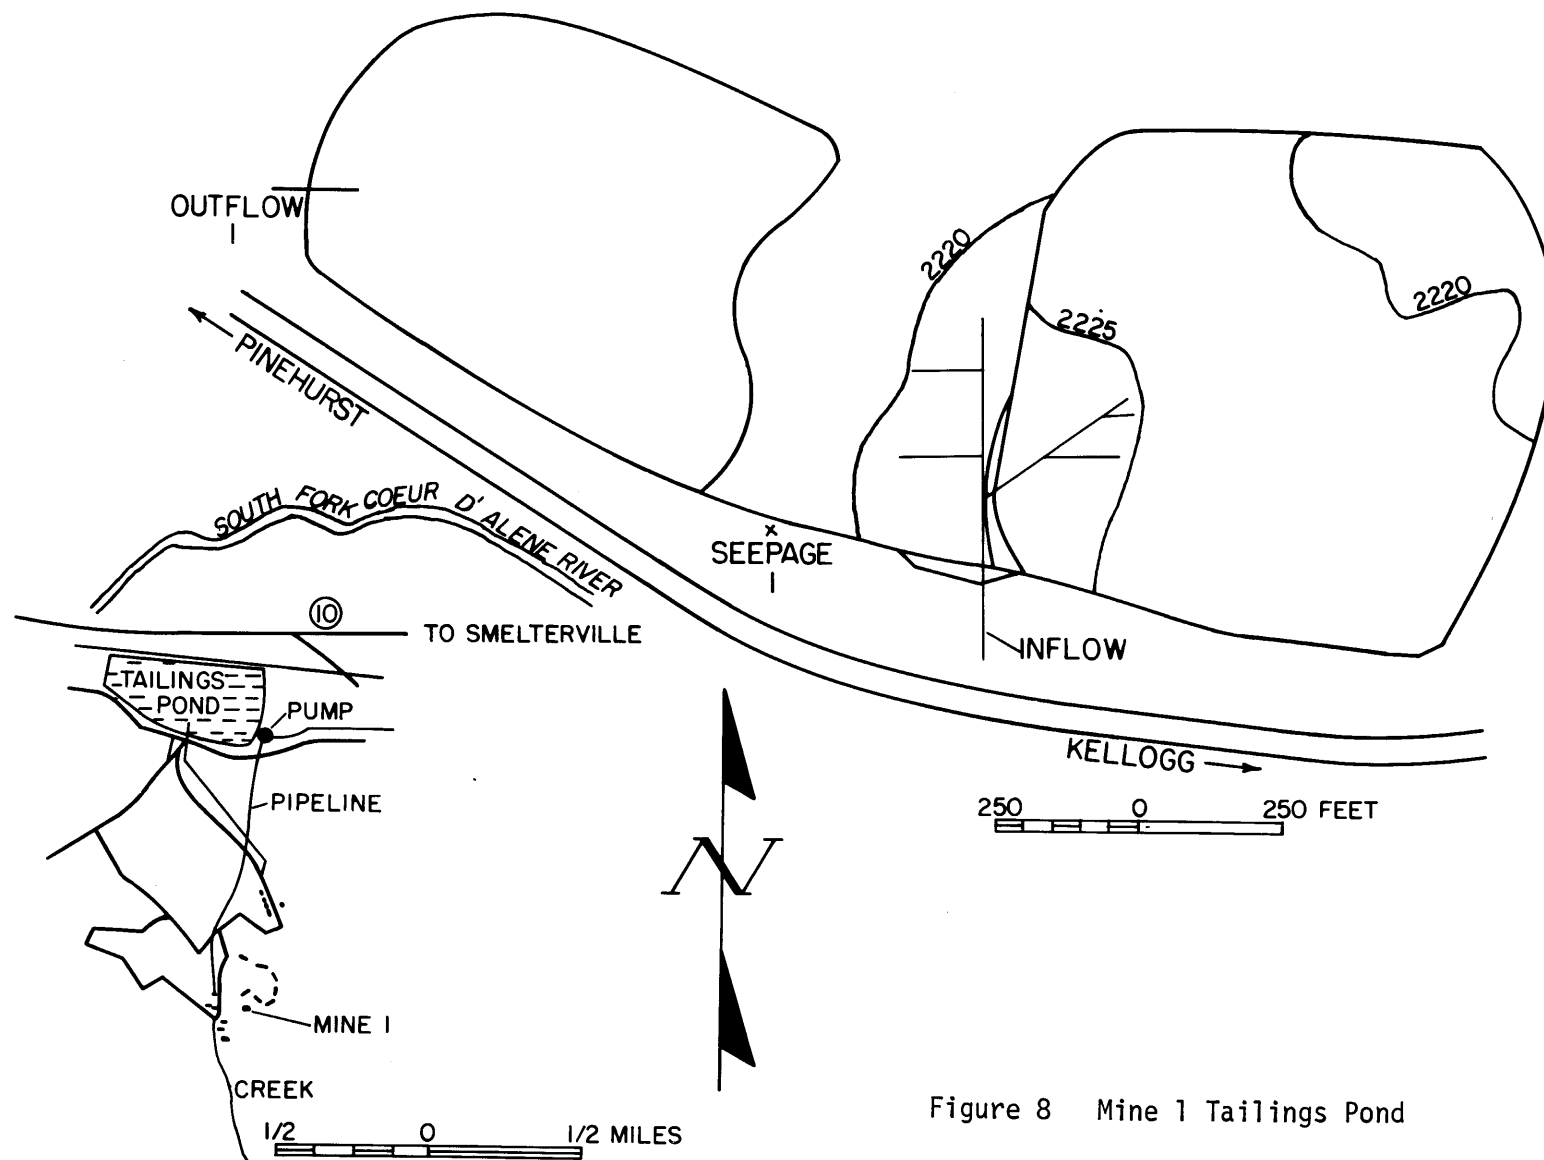 OUTFLOW
1
2220
2225
2220
PINEHURST
SOUTH FORK COEUR D'ALENE RIVER
SEEPAGE
1
10
TO SMELTERVILLE
INFLOW
TAILINGS
POND
PUMP
KELLOGG
PIPELINE
250 0 250 FEET
N
MINE 1
CREEK
1/2 0 1/2 MILES
Figure 8 Mine 1 Tailings Pond